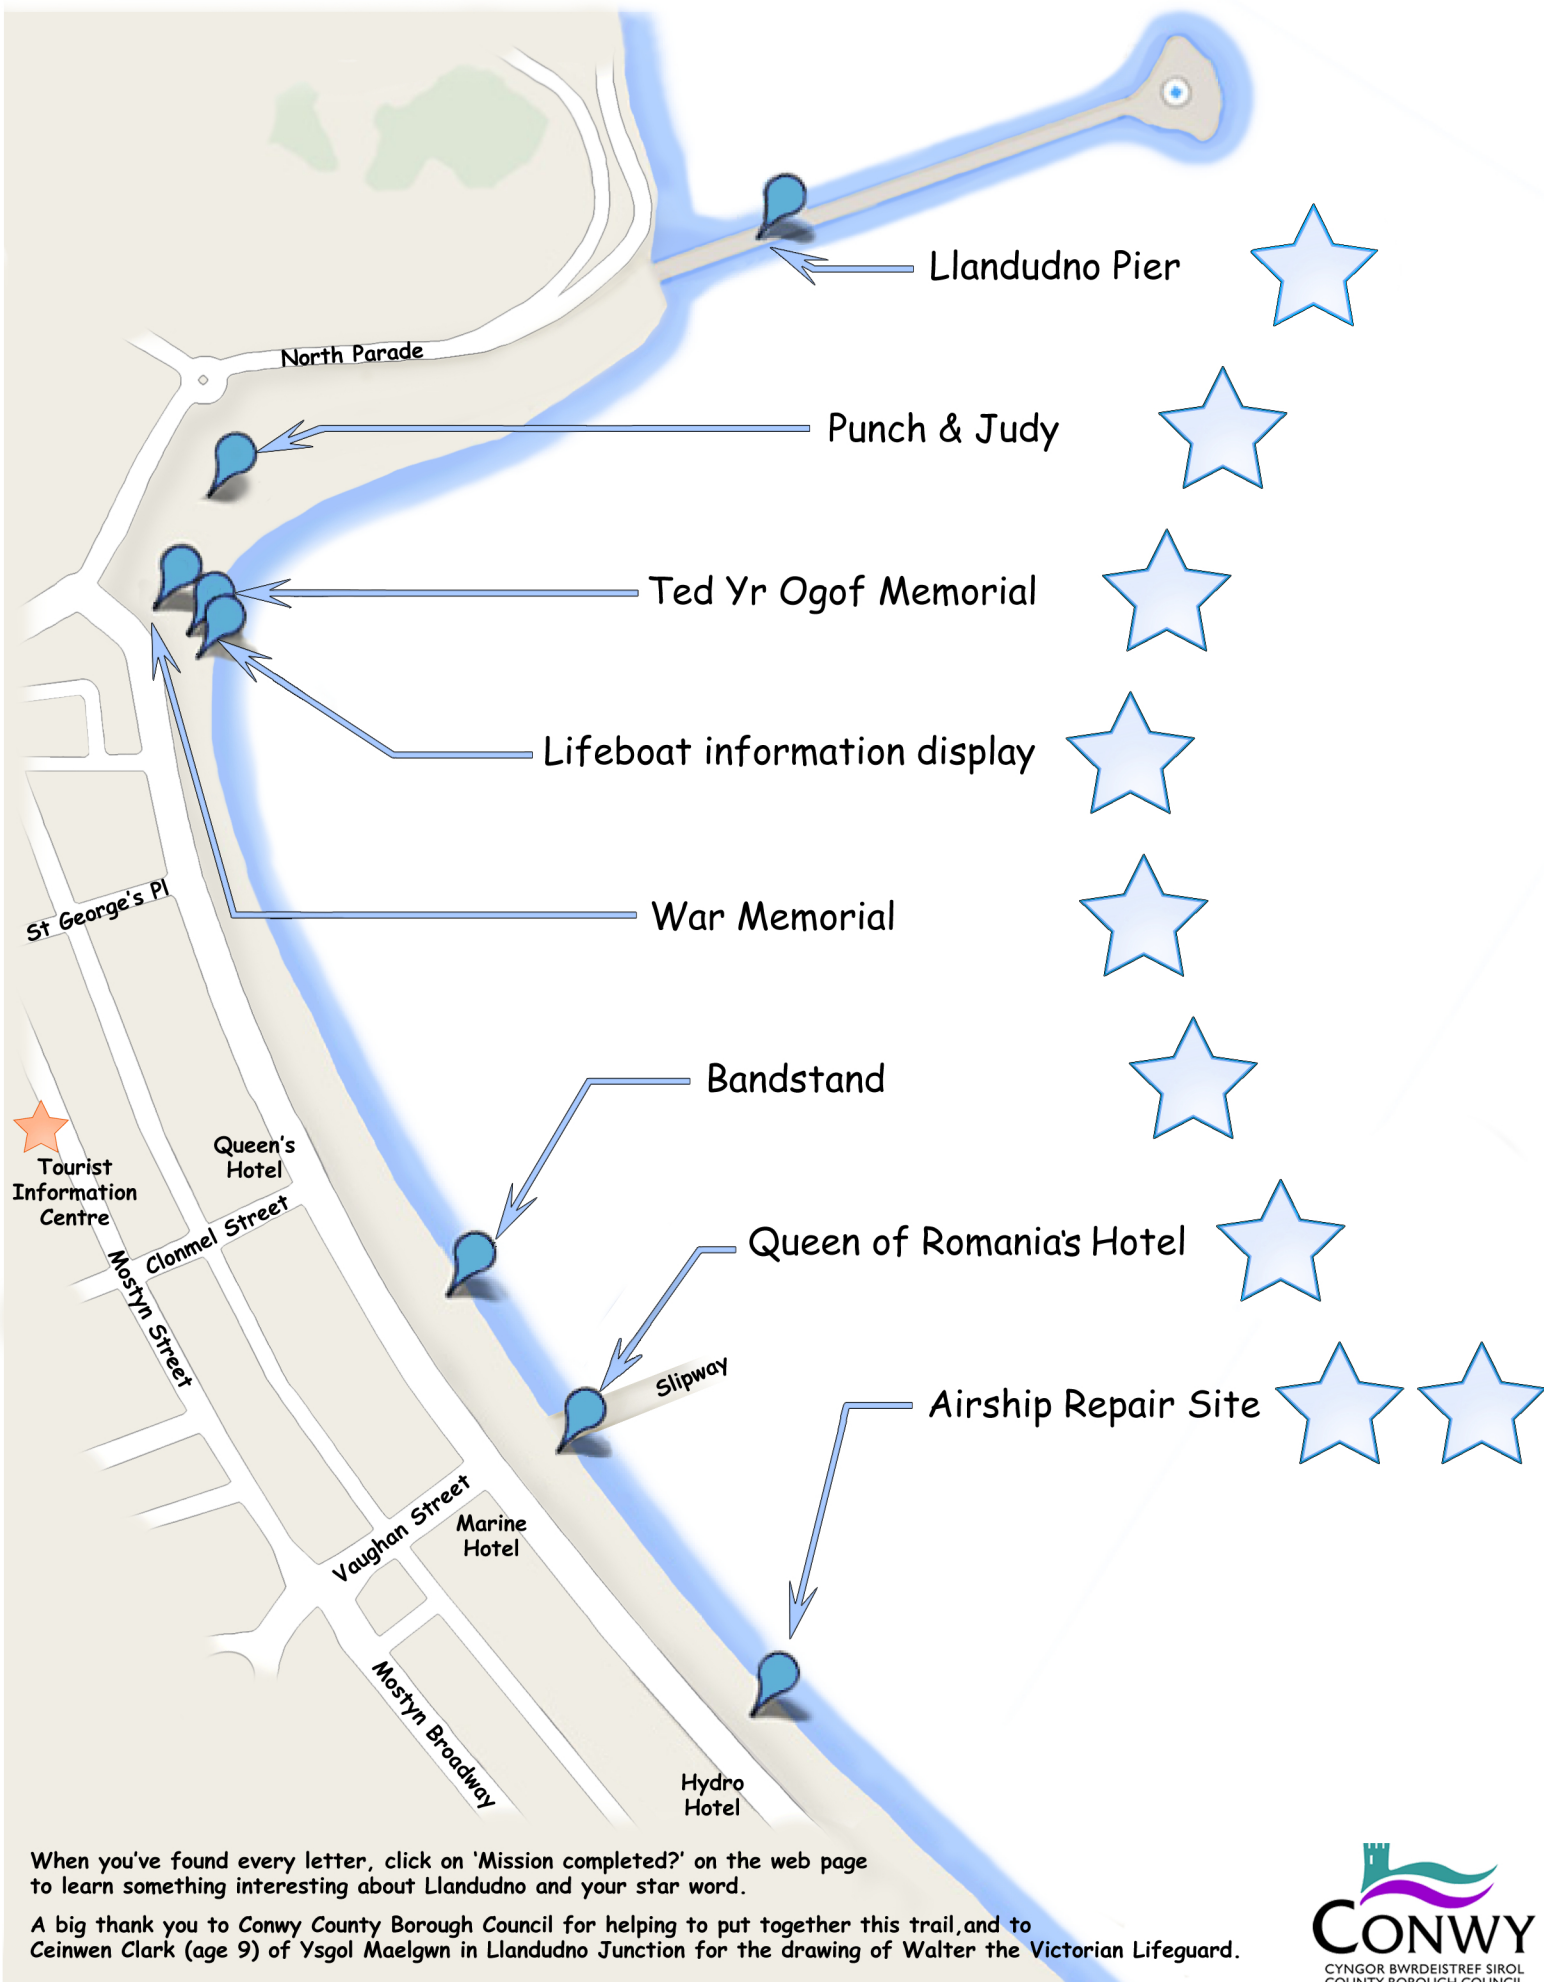 Llandudno Pier
North Parade
Punch & Judy
Ted Yr Ogof Memorial
Lifeboat information display
St George's Pl
War Memorial
Bandstand
Queen's
Hotel
Tourist
Information
Centre
Clonmel Street
Queen of Romania's Hotel
Mostyn Street
Slipway
Airship Repair Site
Vaughan Street
Marine
Hotel
Mostyn Broadway
Hydro
Hotel
When you've found every letter, click on 'Mission completed?' on the web page
to learn something interesting about Llandudno and your star word.
A big thank you to Conwy County Borough Council for helping to put together this trail,and to
Ceinwen Clark (age 9) of Ysgol Maelgwn in Llandudno Junction for the drawing of Walter the Victorian Lifeguard.
CONWY
CYNGOR BWRDEISTREF SIROL
COUNTY BOROUGH COUNCIL